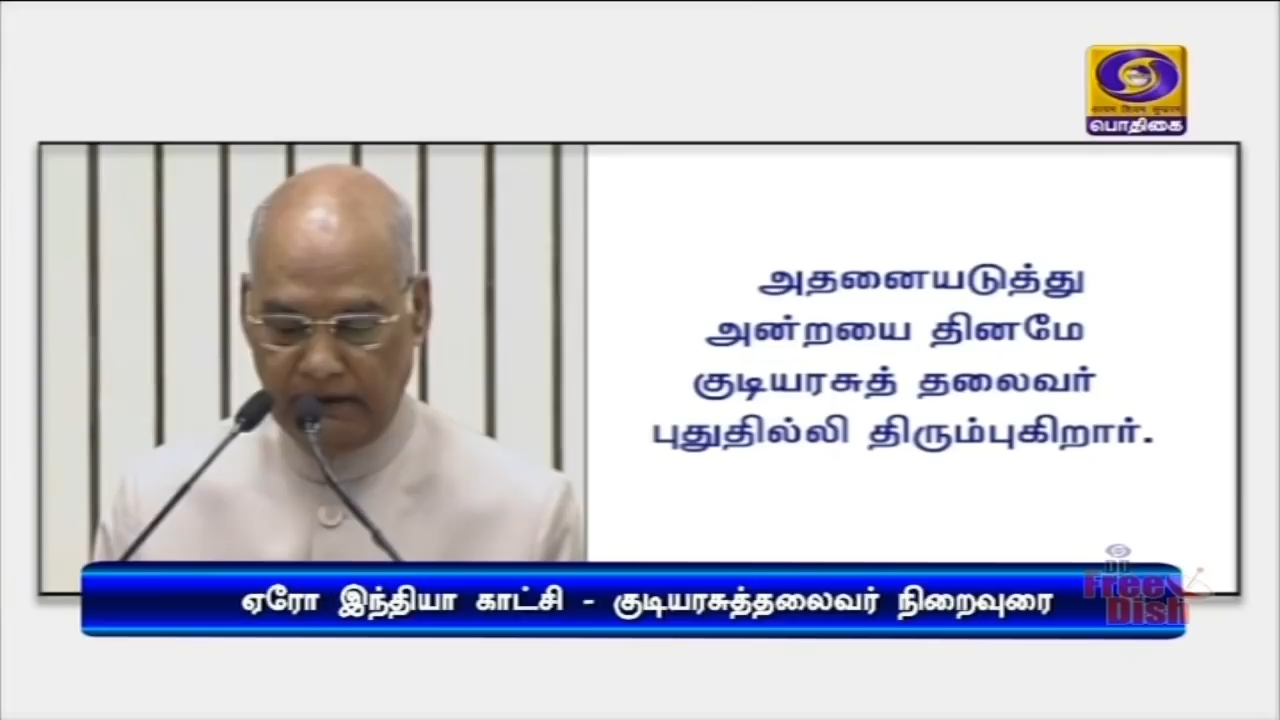 பொதிகை
அதனையடுத்து
அன்றயை தினமே
குடியரசுத் தலைவர்
புதுதில்லி திரும்புகிறார்.
ஏரோ இந்தியா காட்சி - குடியரசுத்தலைவர் நிறைவுரை
Free
Dish